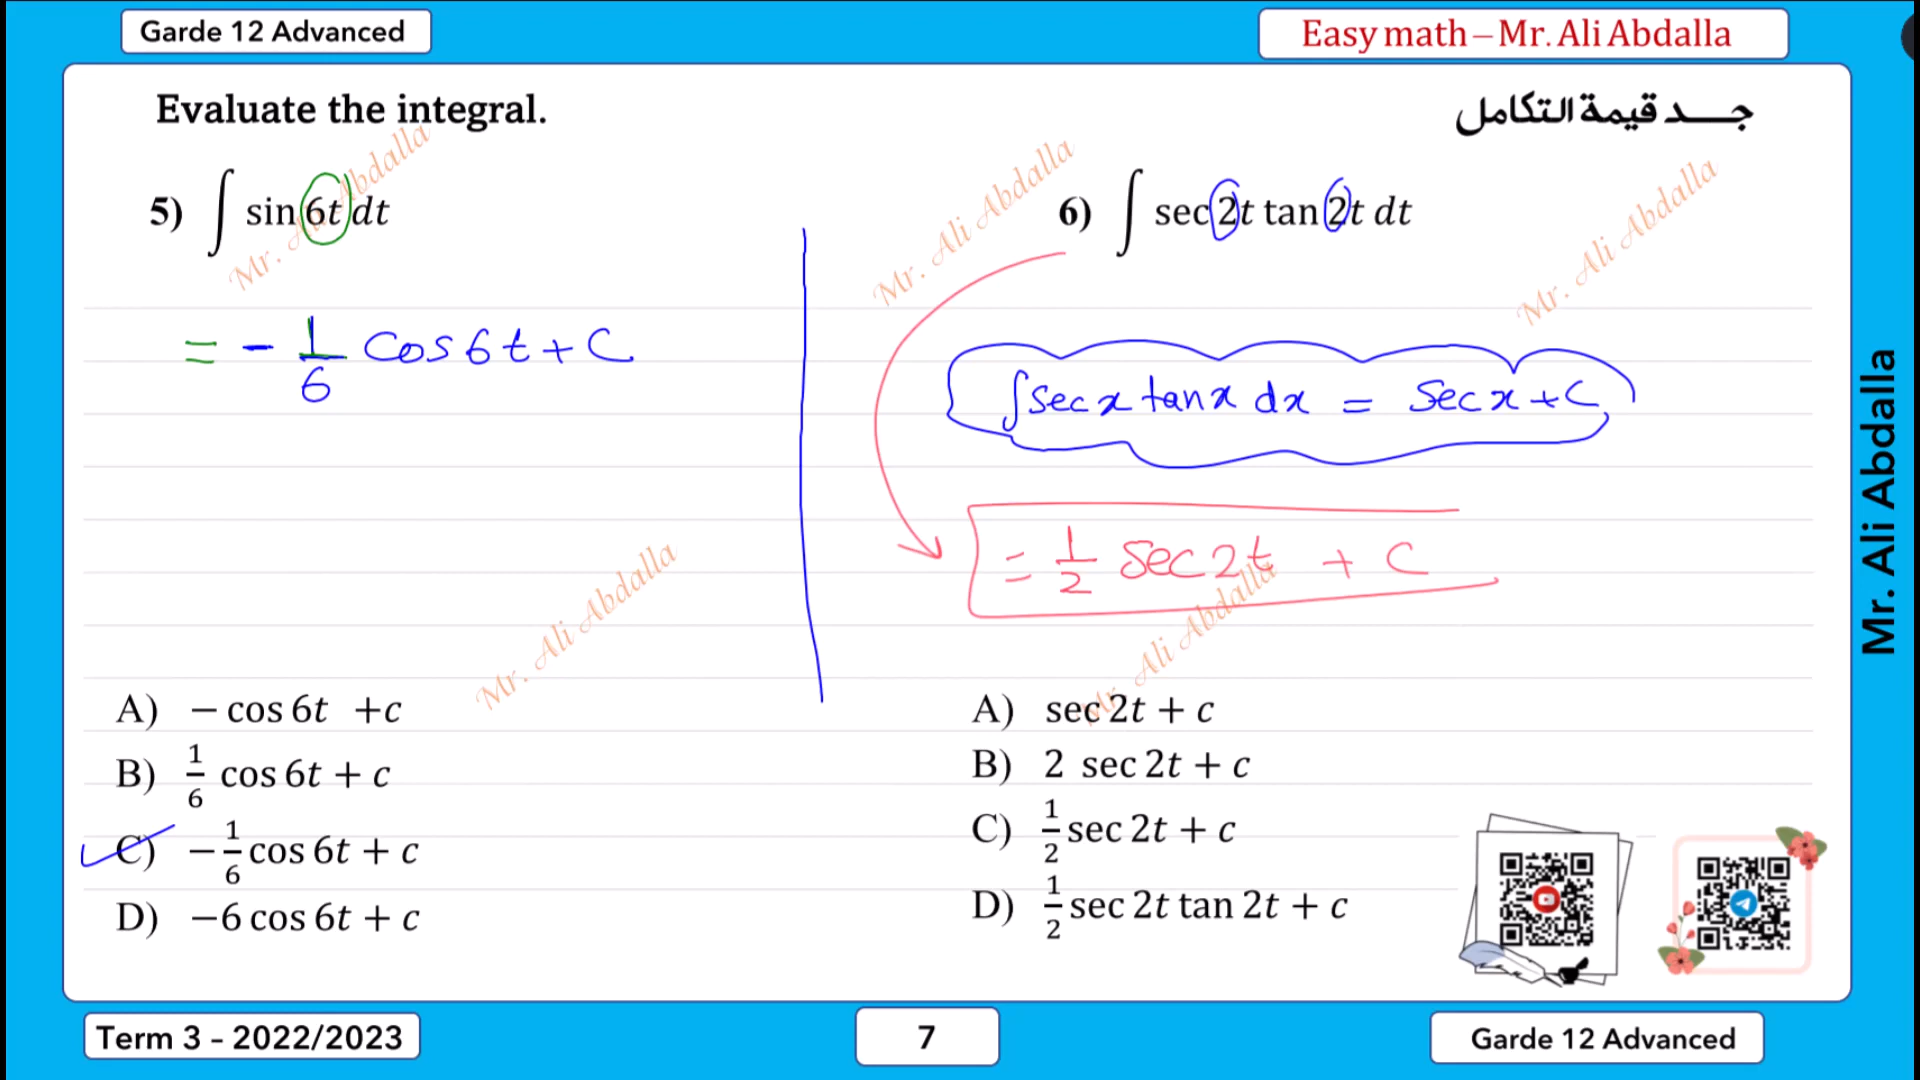 Garde 12 Advanced
Easy math – Mr. Ali Abdalla
Evaluate the integral.
جـــد قيمة التكامل
5) ∫ sin(6t) dt
= - 1/6 Cos 6t + C
A) − cos 6t +c
B) 1/6 cos 6t + c
C) −1/6 cos 6t + c
D) −6 cos 6t + c
6) ∫ sec 2t tan 2t dt
∫ sec x tan x dx = Sec x + C
= 1/2 Sec 2t + C
A) sec 2t + c
B) 2 sec 2t + c
C) 1/2 sec 2t + c
D) 1/2 sec 2t tan 2t + c
Mr. Ali Abdalla
Mr. Ali Abdalla
Mr. Ali Abdalla
Mr. Ali Abdalla
Mr. Ali Abdalla
Mr. Ali Abdalla
Term 3 - 2022/2023
7
Garde 12 Advanced